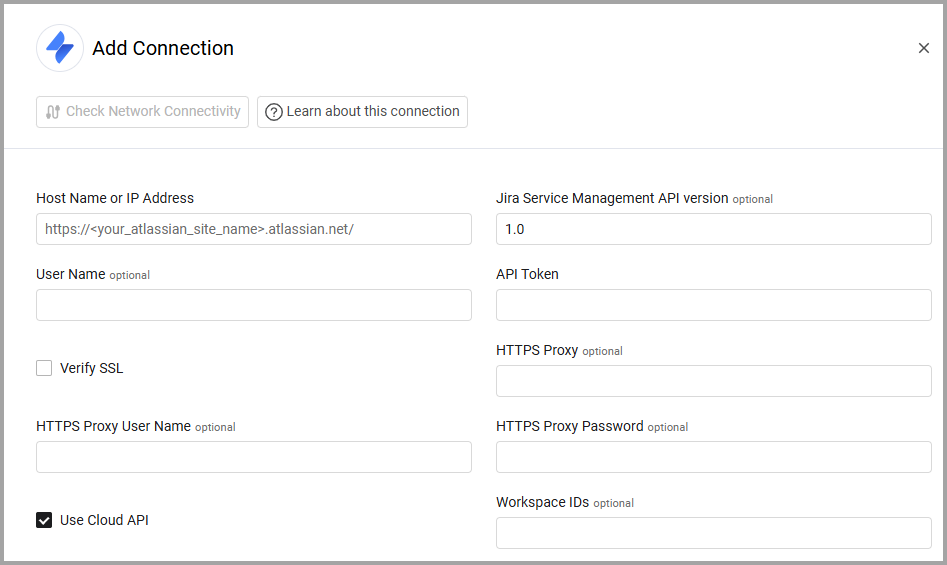 Add Connection
Check Network Connectivity
? Learn about this connection
Host Name or IP Address
https://<your_atlassian_site_name>.atlassian.net/
Jira Service Management API version optional
1.0
User Name optional
API Token
Verify SSL
HTTPS Proxy optional
HTTPS Proxy User Name optional
HTTPS Proxy Password optional
Use Cloud API
Workspace IDs optional